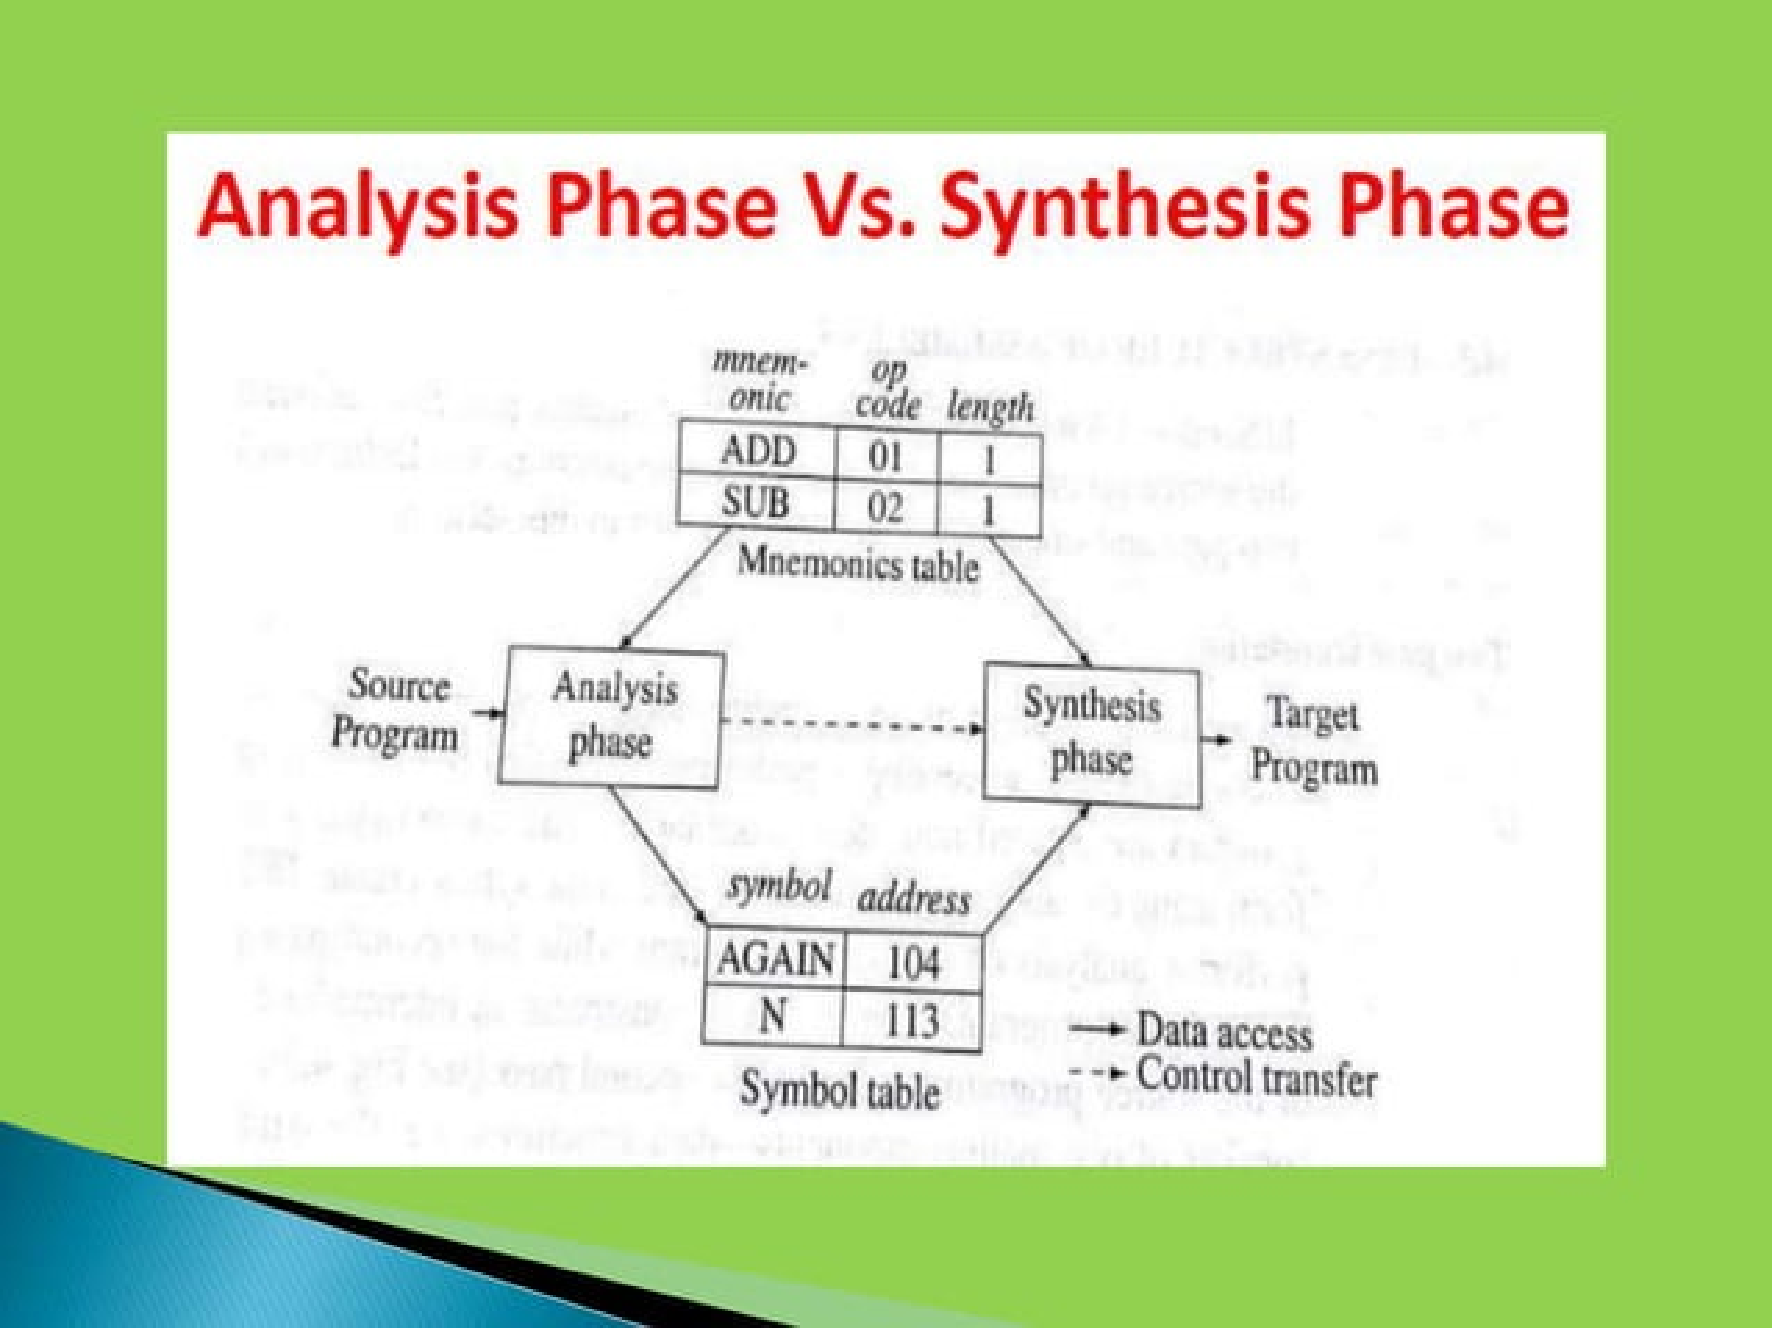 Analysis Phase Vs. Synthesis Phase
mnem-
onic
op
code
length
ADD 01 1
SUB 02 1
Mnemonics table
Source
Program
Analysis
phase
Synthesis
phase
Target
Program
symbol address
AGAIN 104
N 113
Symbol table
Data access
Control transfer